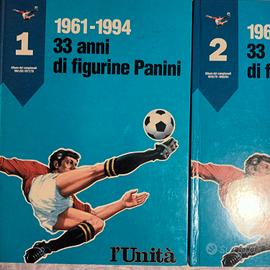 1
1961-1994
33 anni
di figurine Panini
l'Unità
2
196
33
di f